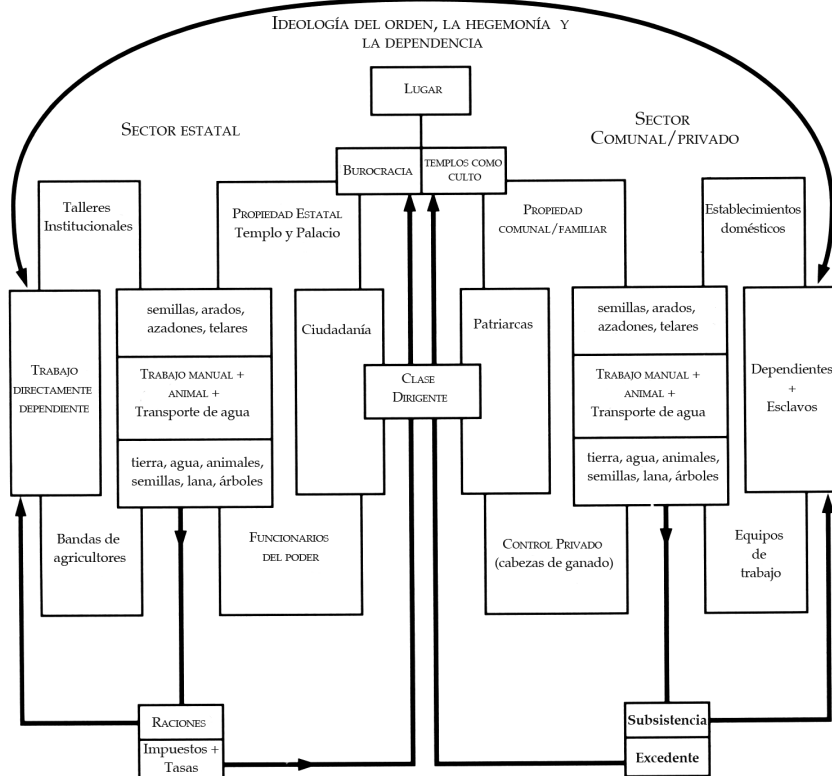 IDEOLOGÍA DEL ORDEN, LA HEGEMONÍA Y
LA DEPENDENCIA
LUGAR
SECTOR ESTATAL
SECTOR
COMUNAL/PRIVADO
BUROCRACIA
TEMPLOS COMO
CULTO
Talleres
Institucionales
PROPIEDAD ESTATAL
Templo y Palacio
PROPIEDAD
COMUNAL/FAMILIAR
Establecimientos
domésticos
TRABAJO
DIRECTAMENTE
DEPENDIENTE
semillas, arados,
azadones, telares
TRABAJO MANUAL +
ANIMAL +
Transporte de agua
tierra, agua, animales,
semillas, lana, árboles
Ciudadanía
CLASE
DIRIGENTE
Patriarcas
semillas, arados,
azadones, telares
TRABAJO MANUAL +
ANIMAL +
Transporte de agua
tierra, agua, animales,
semillas, lana, árboles
Dependientes
+
Esclavos
Bandas de
agricultores
FUNCIONARIOS
DEL PODER
CONTROL PRIVADO
(cabezas de ganado)
Equipos
de
trabajo
RACIONES
Impuestos +
Tasas
Subsistencia
Excedente